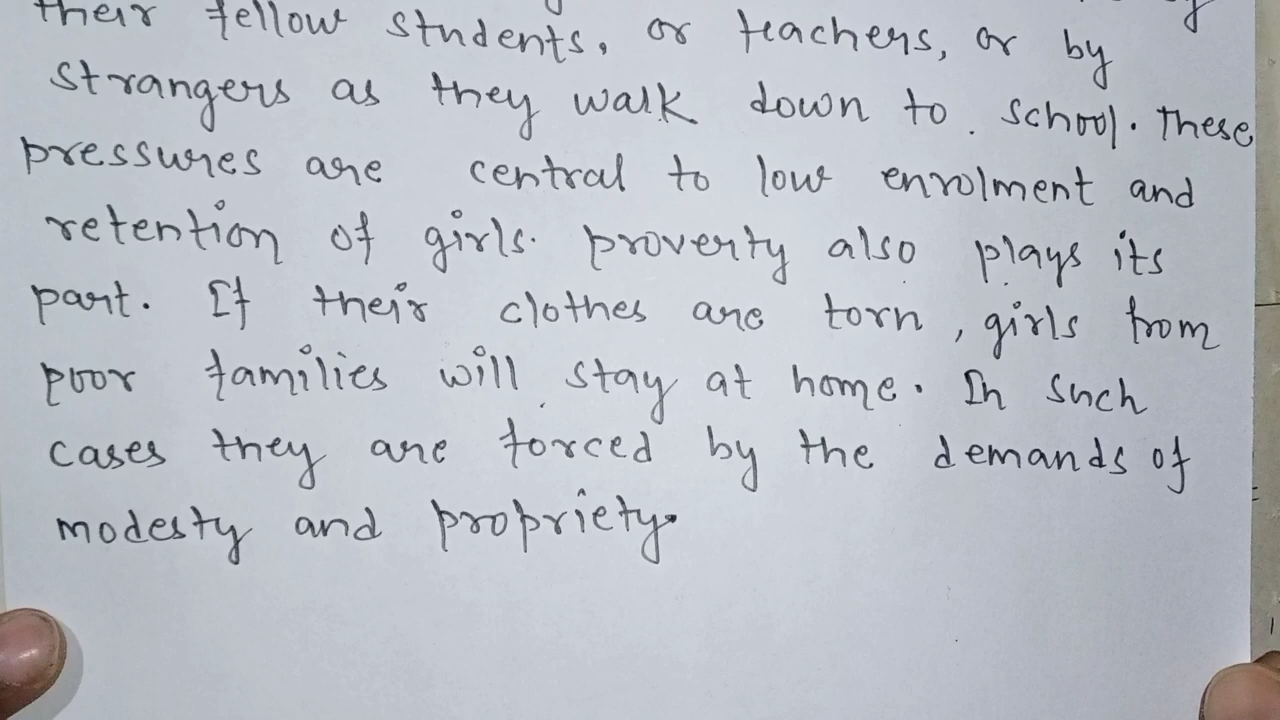 their fellow students, or teachers, or by
strangers as they walk down to school. These
pressures are central to low enrolment and
retention of girls. proverty also plays its
part. If their clothes are torn, girls from
poor families will stay at home. In such
cases they are forced by the demands of
modesty and propriety.